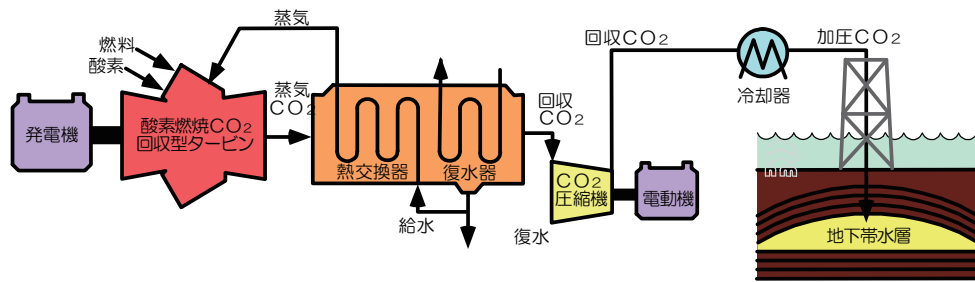 蒸気
燃料
酸素
発電機
酸素燃焼CO2
回収型タービン
蒸気
CO2
熱交換器
復水器
給水
回収
CO2
復水
CO2
圧縮機
電動機
回収CO2
冷却器
加圧CO2
地下帯水層